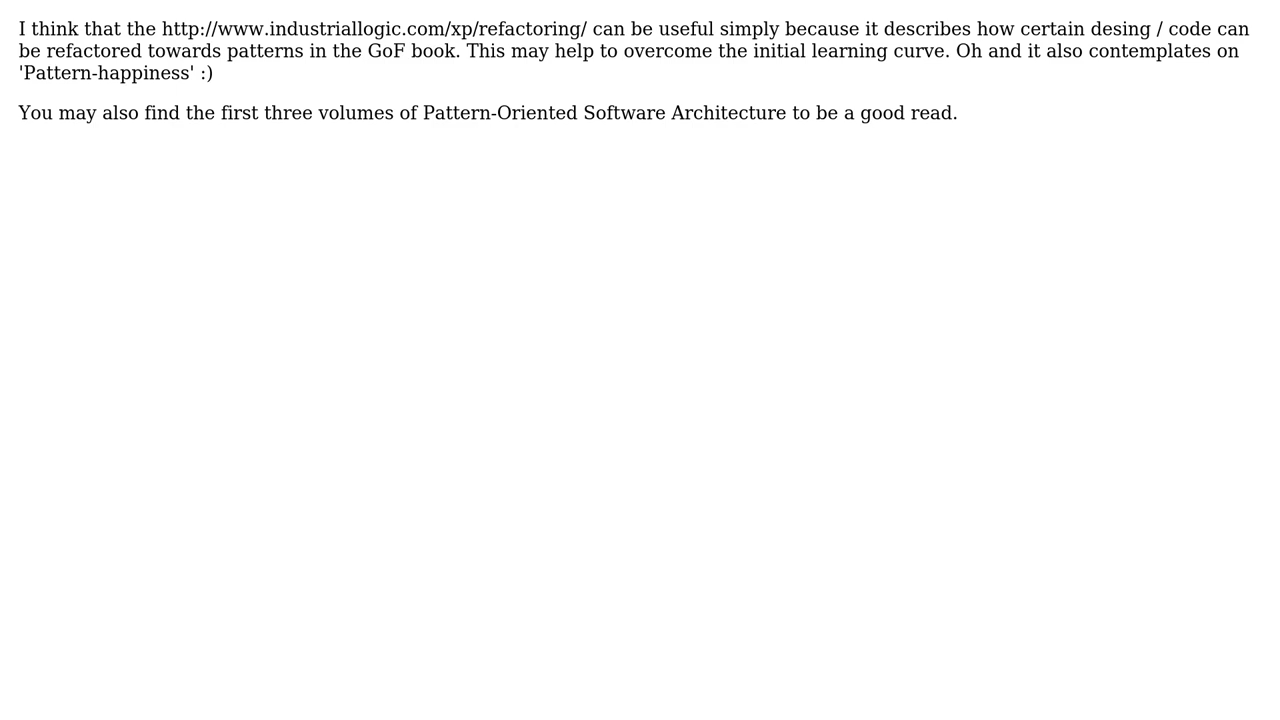 I think that the http://www.industriallogic.com/xp/refactoring/ can be useful simply because it describes how certain desing / code can
be refactored towards patterns in the GoF book. This may help to overcome the initial learning curve. Oh and it also contemplates on
'Pattern-happiness' :)
You may also find the first three volumes of Pattern-Oriented Software Architecture to be a good read.